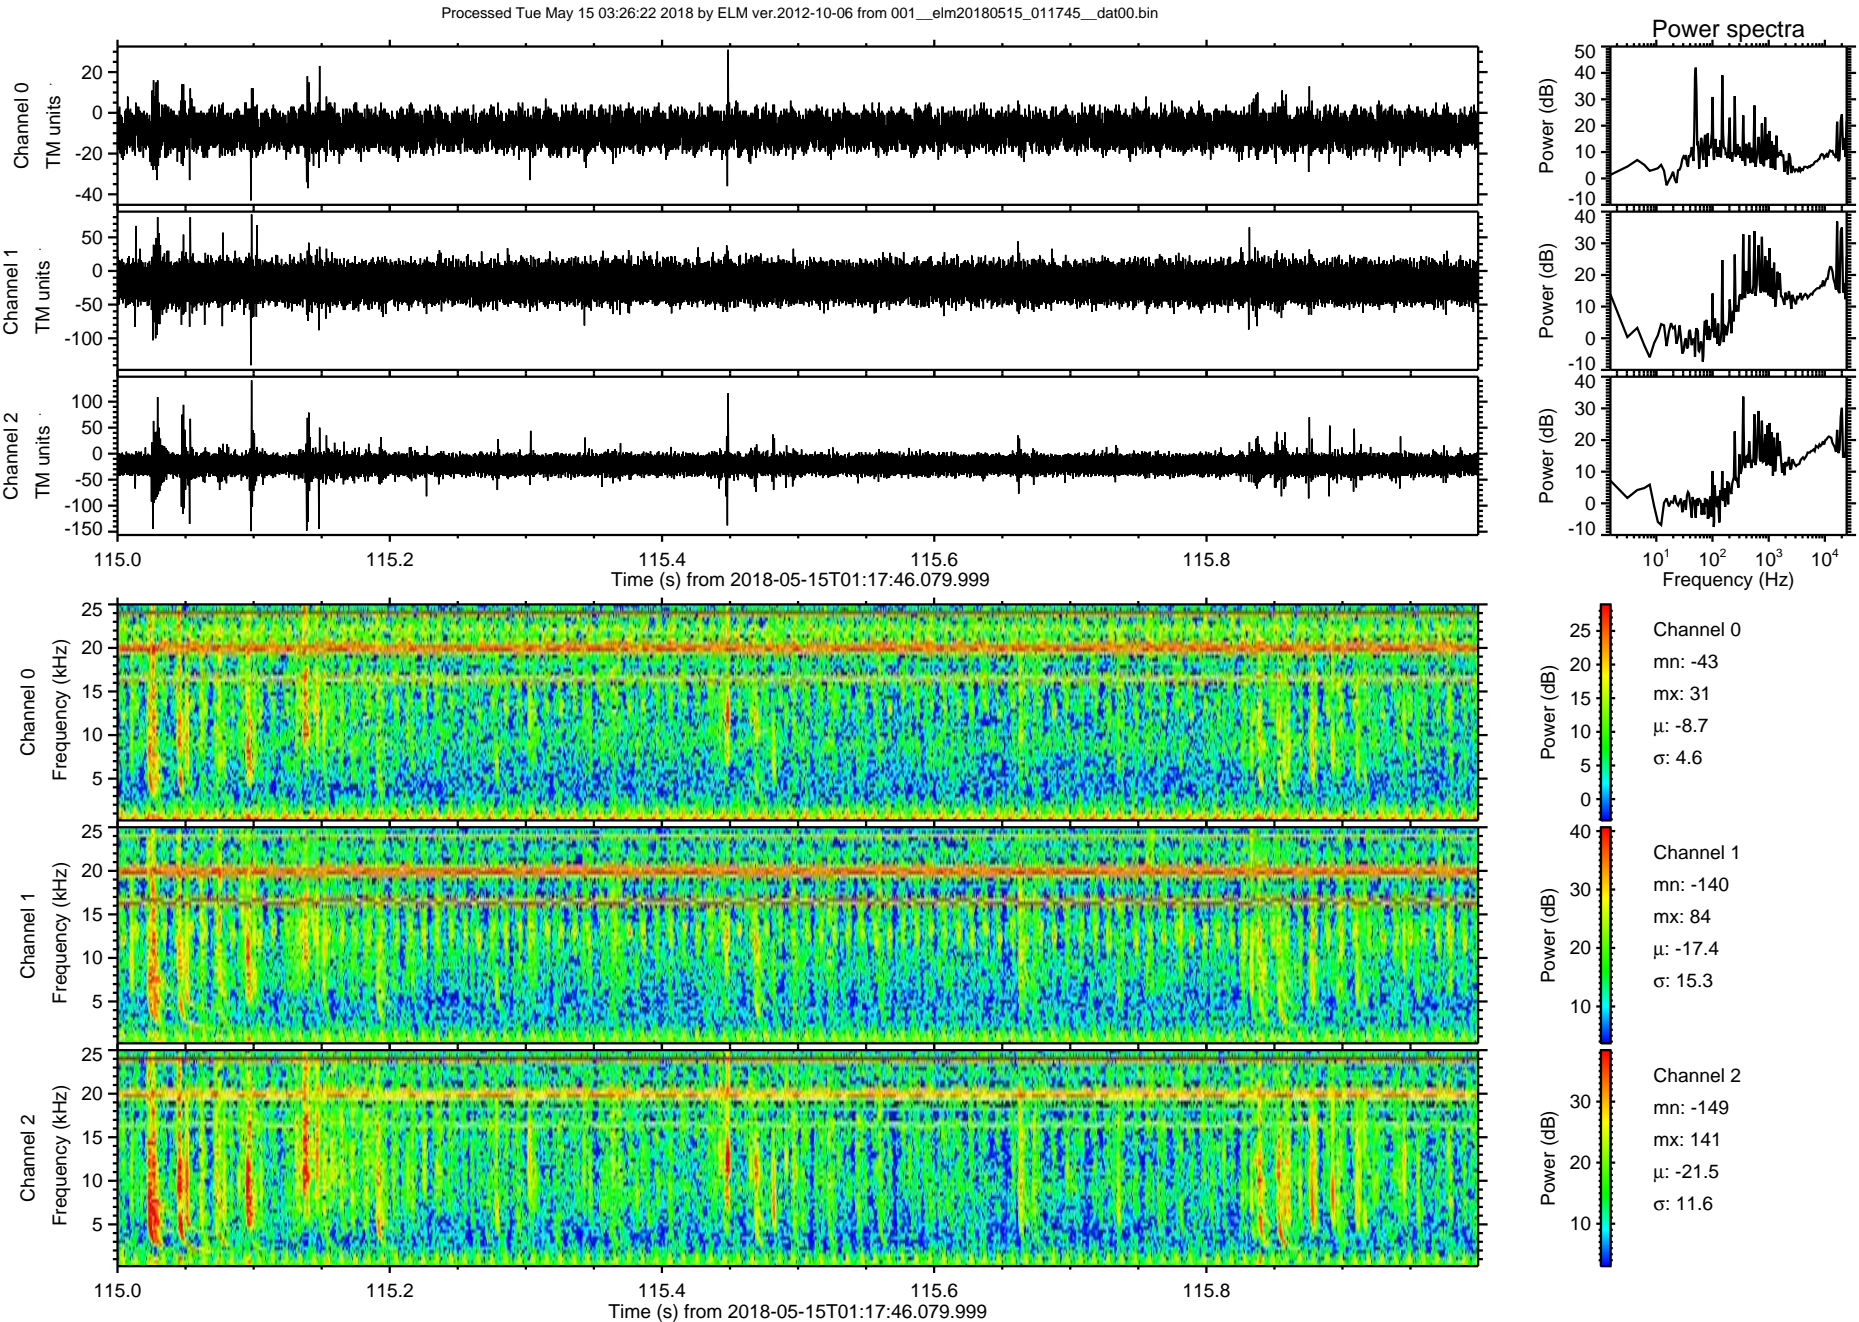 Processed Tue May 15 03:26:22 2018 by ELM ver.2012-10-06 from 001__elm20180515_011745__dat00.bin
Power spectra
Channel 0
TM units
20
0
-20
-40
Power (dB)
50
40
30
20
10
0
-10
Channel 1
TM units
50
0
-50
-100
Power (dB)
40
30
20
10
0
-10
Channel 2
TM units
100
50
0
-50
-100
-150
Power (dB)
40
30
20
10
0
-10
115.0 115.2 115.4 115.6 115.8
Time (s) from 2018-05-15T01:17:46.079.999
10^1 10^2 10^3 10^4
Frequency (Hz)
Channel 0
Frequency (kHz)
25
20
15
10
5
Power (dB)
25
20
15
10
5
0
Channel 0
mn: -43
mx: 31
μ: -8.7
σ: 4.6
Channel 1
Frequency (kHz)
25
20
15
10
5
Power (dB)
40
30
20
10
Channel 1
mn: -140
mx: 84
μ: -17.4
σ: 15.3
Channel 2
Frequency (kHz)
25
20
15
10
5
Power (dB)
30
20
10
Channel 2
mn: -149
mx: 141
μ: -21.5
σ: 11.6
115.0 115.2 115.4 115.6 115.8
Time (s) from 2018-05-15T01:17:46.079.999